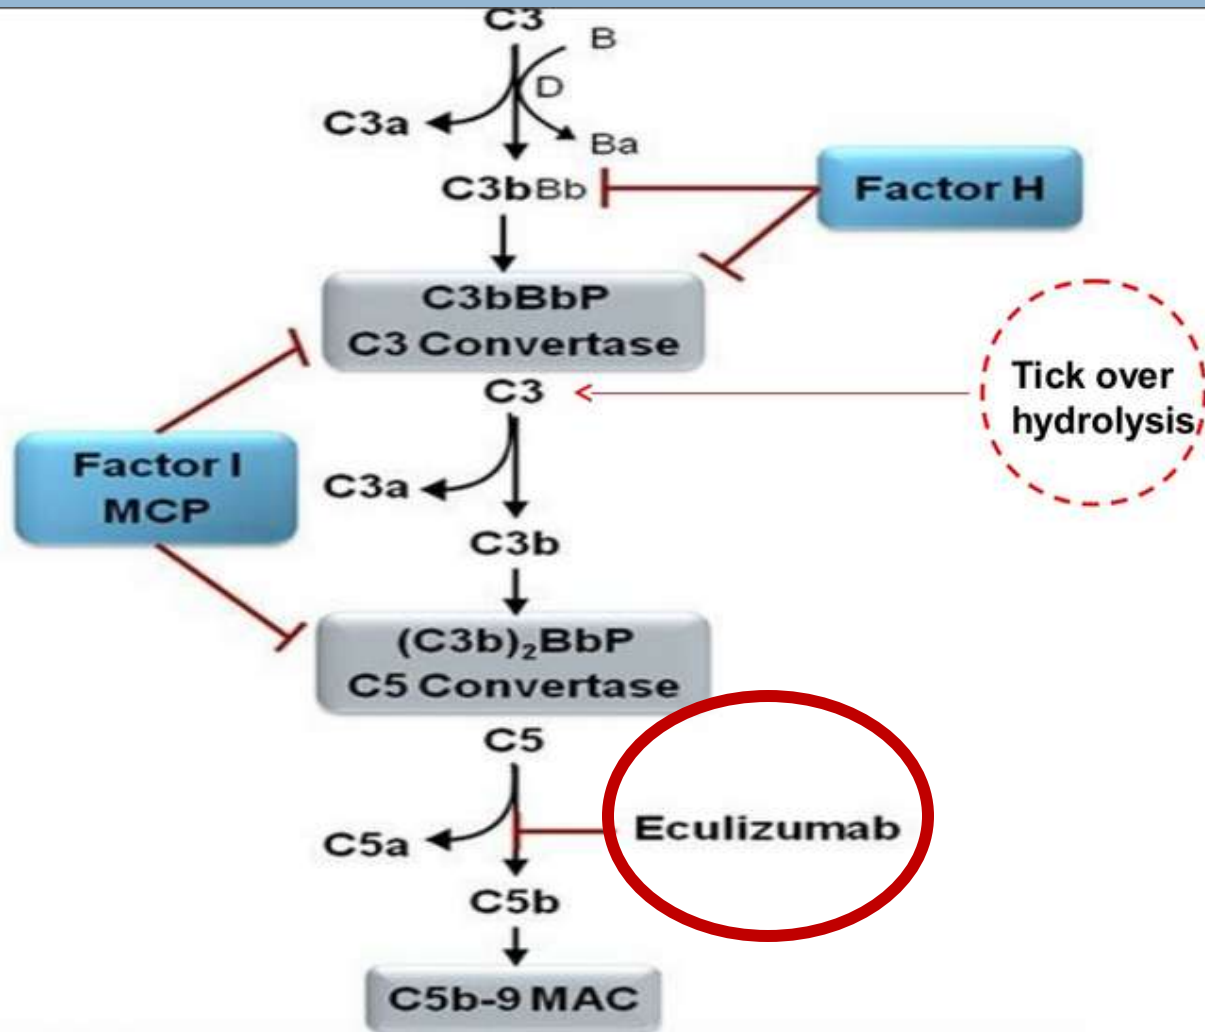 C3
B
D
C3a
Ba
C3bBb
Factor H
C3bBbP
C3 Convertase
C3
Tick over
hydrolysis
Factor I
MCP
C3a
C3b
(C3b)₂BbP
C5 Convertase
C5
Eculizumab
C5a
C5b
C5b-9 MAC